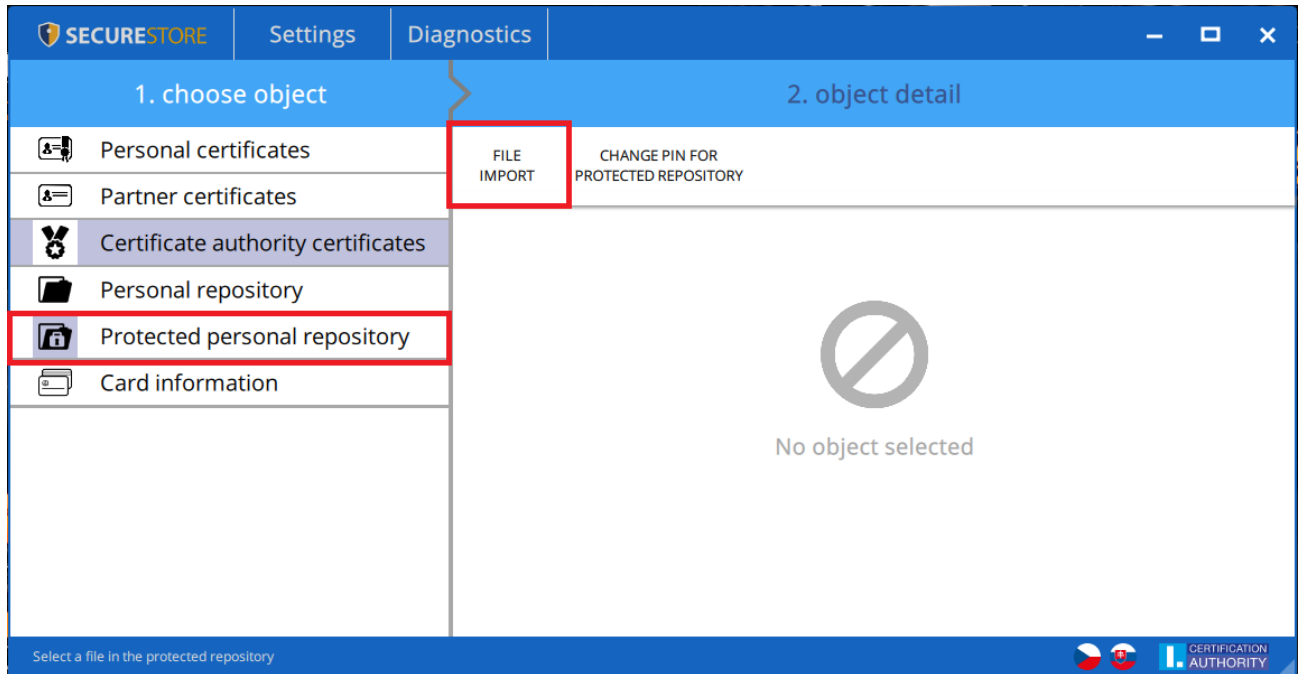 SECURESTORE Settings Diagnostics
1. choose object 2. object detail
Personal certificates
Partner certificates
Certificate authority certificates
Personal repository
Protected personal repository
Card information
FILE
IMPORT
CHANGE PIN FOR
PROTECTED REPOSITORY
No object selected
Select a file in the protected repository
I. CERTIFICATION
AUTHORITY